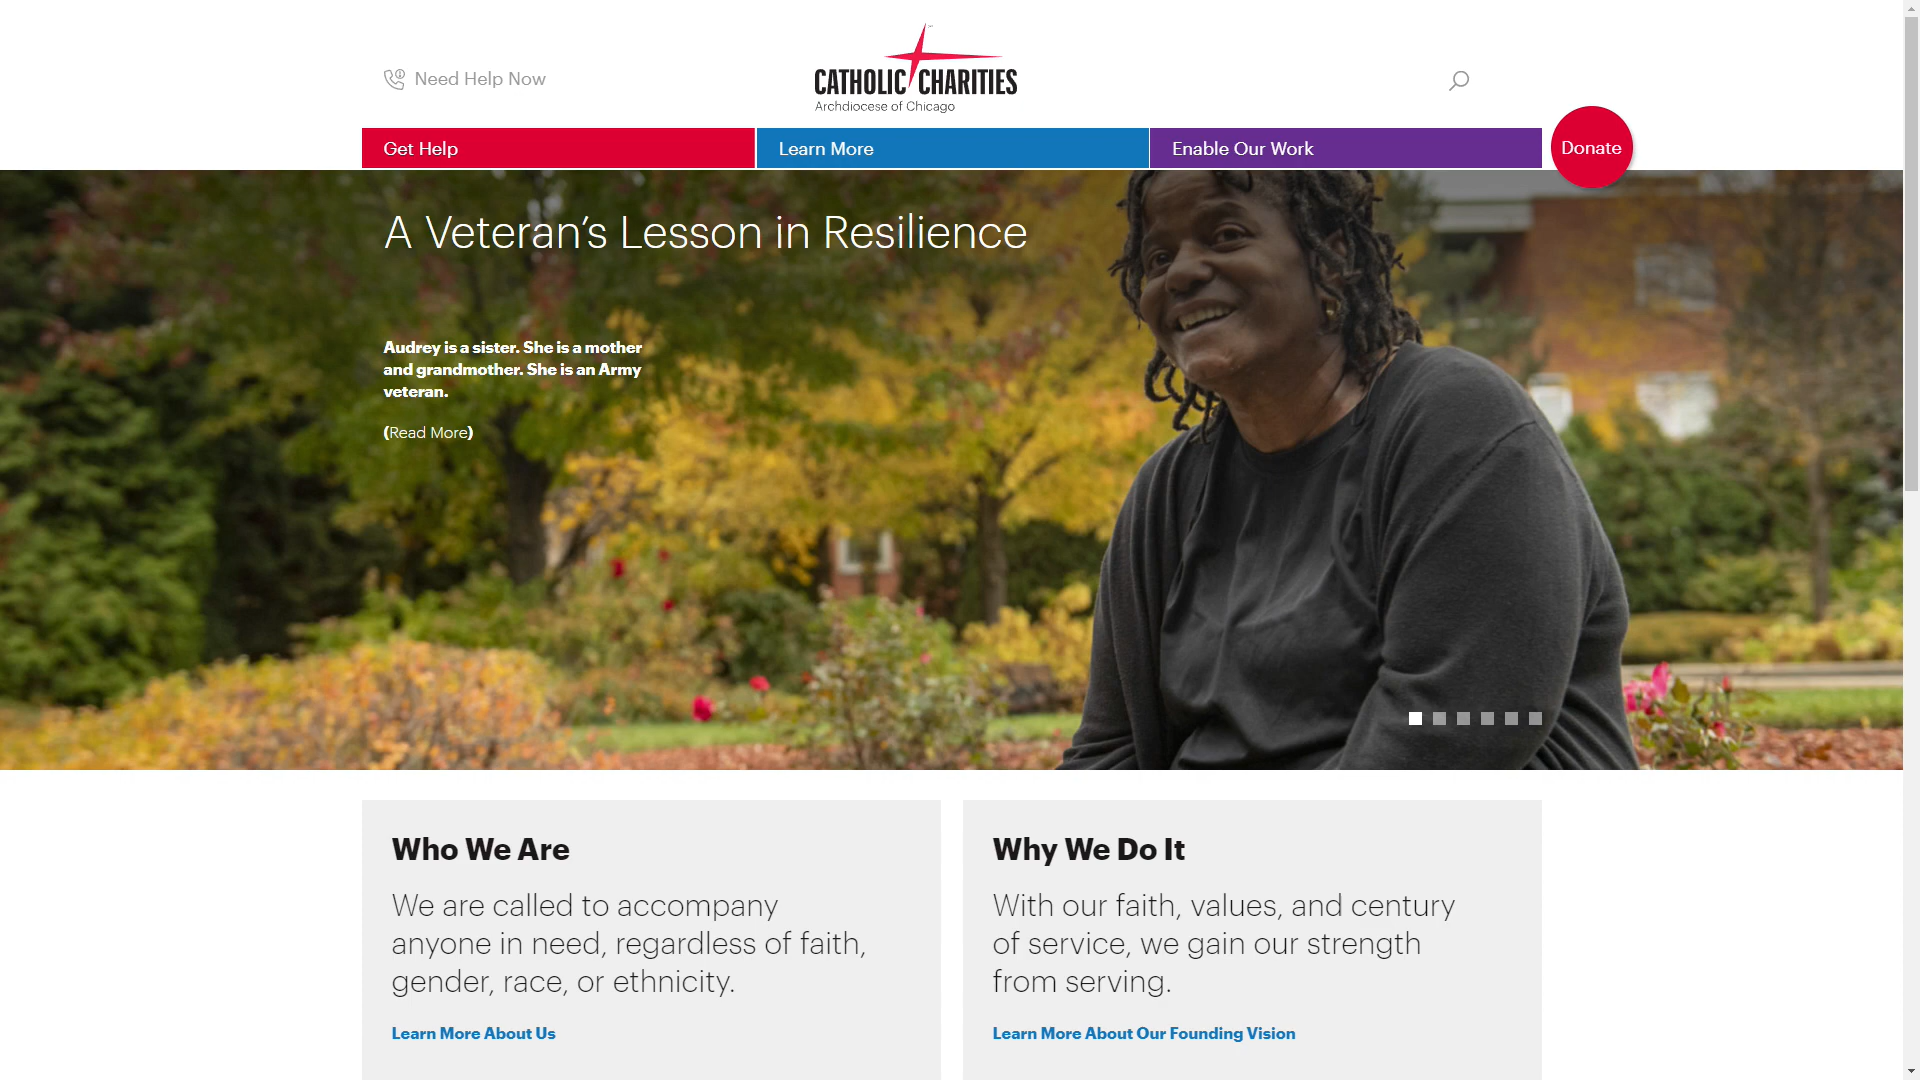 Need Help Now
CATHOLIC CHARITIES
Archdiocese of Chicago
Get Help
Learn More
Enable Our Work
Donate
A Veteran’s Lesson in Resilience
Audrey is a sister. She is a mother
and grandmother. She is an Army
veteran.
(Read More)
Who We Are
We are called to accompany
anyone in need, regardless of faith,
gender, race, or ethnicity.
Learn More About Us
Why We Do It
With our faith, values, and century
of service, we gain our strength
from serving.
Learn More About Our Founding Vision